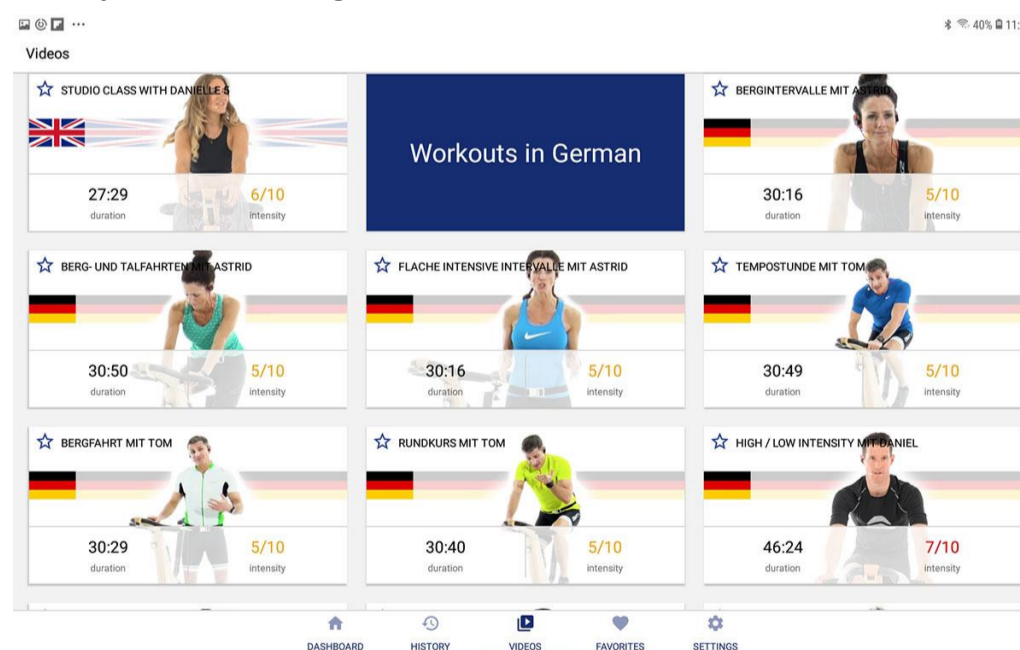 40% 11:
Videos
STUDIO CLASS WITH DANIELLE 5
27:29
duration
6/10
intensity
Workouts in German
BERGINTERVALLE MIT ASTRID
30:16
duration
5/10
intensity
BERG- UND TALFAHRTEN MIT ASTRID
30:50
duration
5/10
intensity
FLACHE INTENSIVE INTERVALLE MIT ASTRID
30:16
duration
5/10
intensity
TEMPOSTUNDE MIT TOM
30:49
duration
5/10
intensity
BERGFAHRT MIT TOM
30:29
duration
5/10
intensity
RUNDKURS MIT TOM
30:40
duration
5/10
intensity
HIGH / LOW INTENSITY MIT DANIEL
46:24
duration
7/10
intensity
DASHBOARD
HISTORY
VIDEOS
FAVORITES
SETTINGS